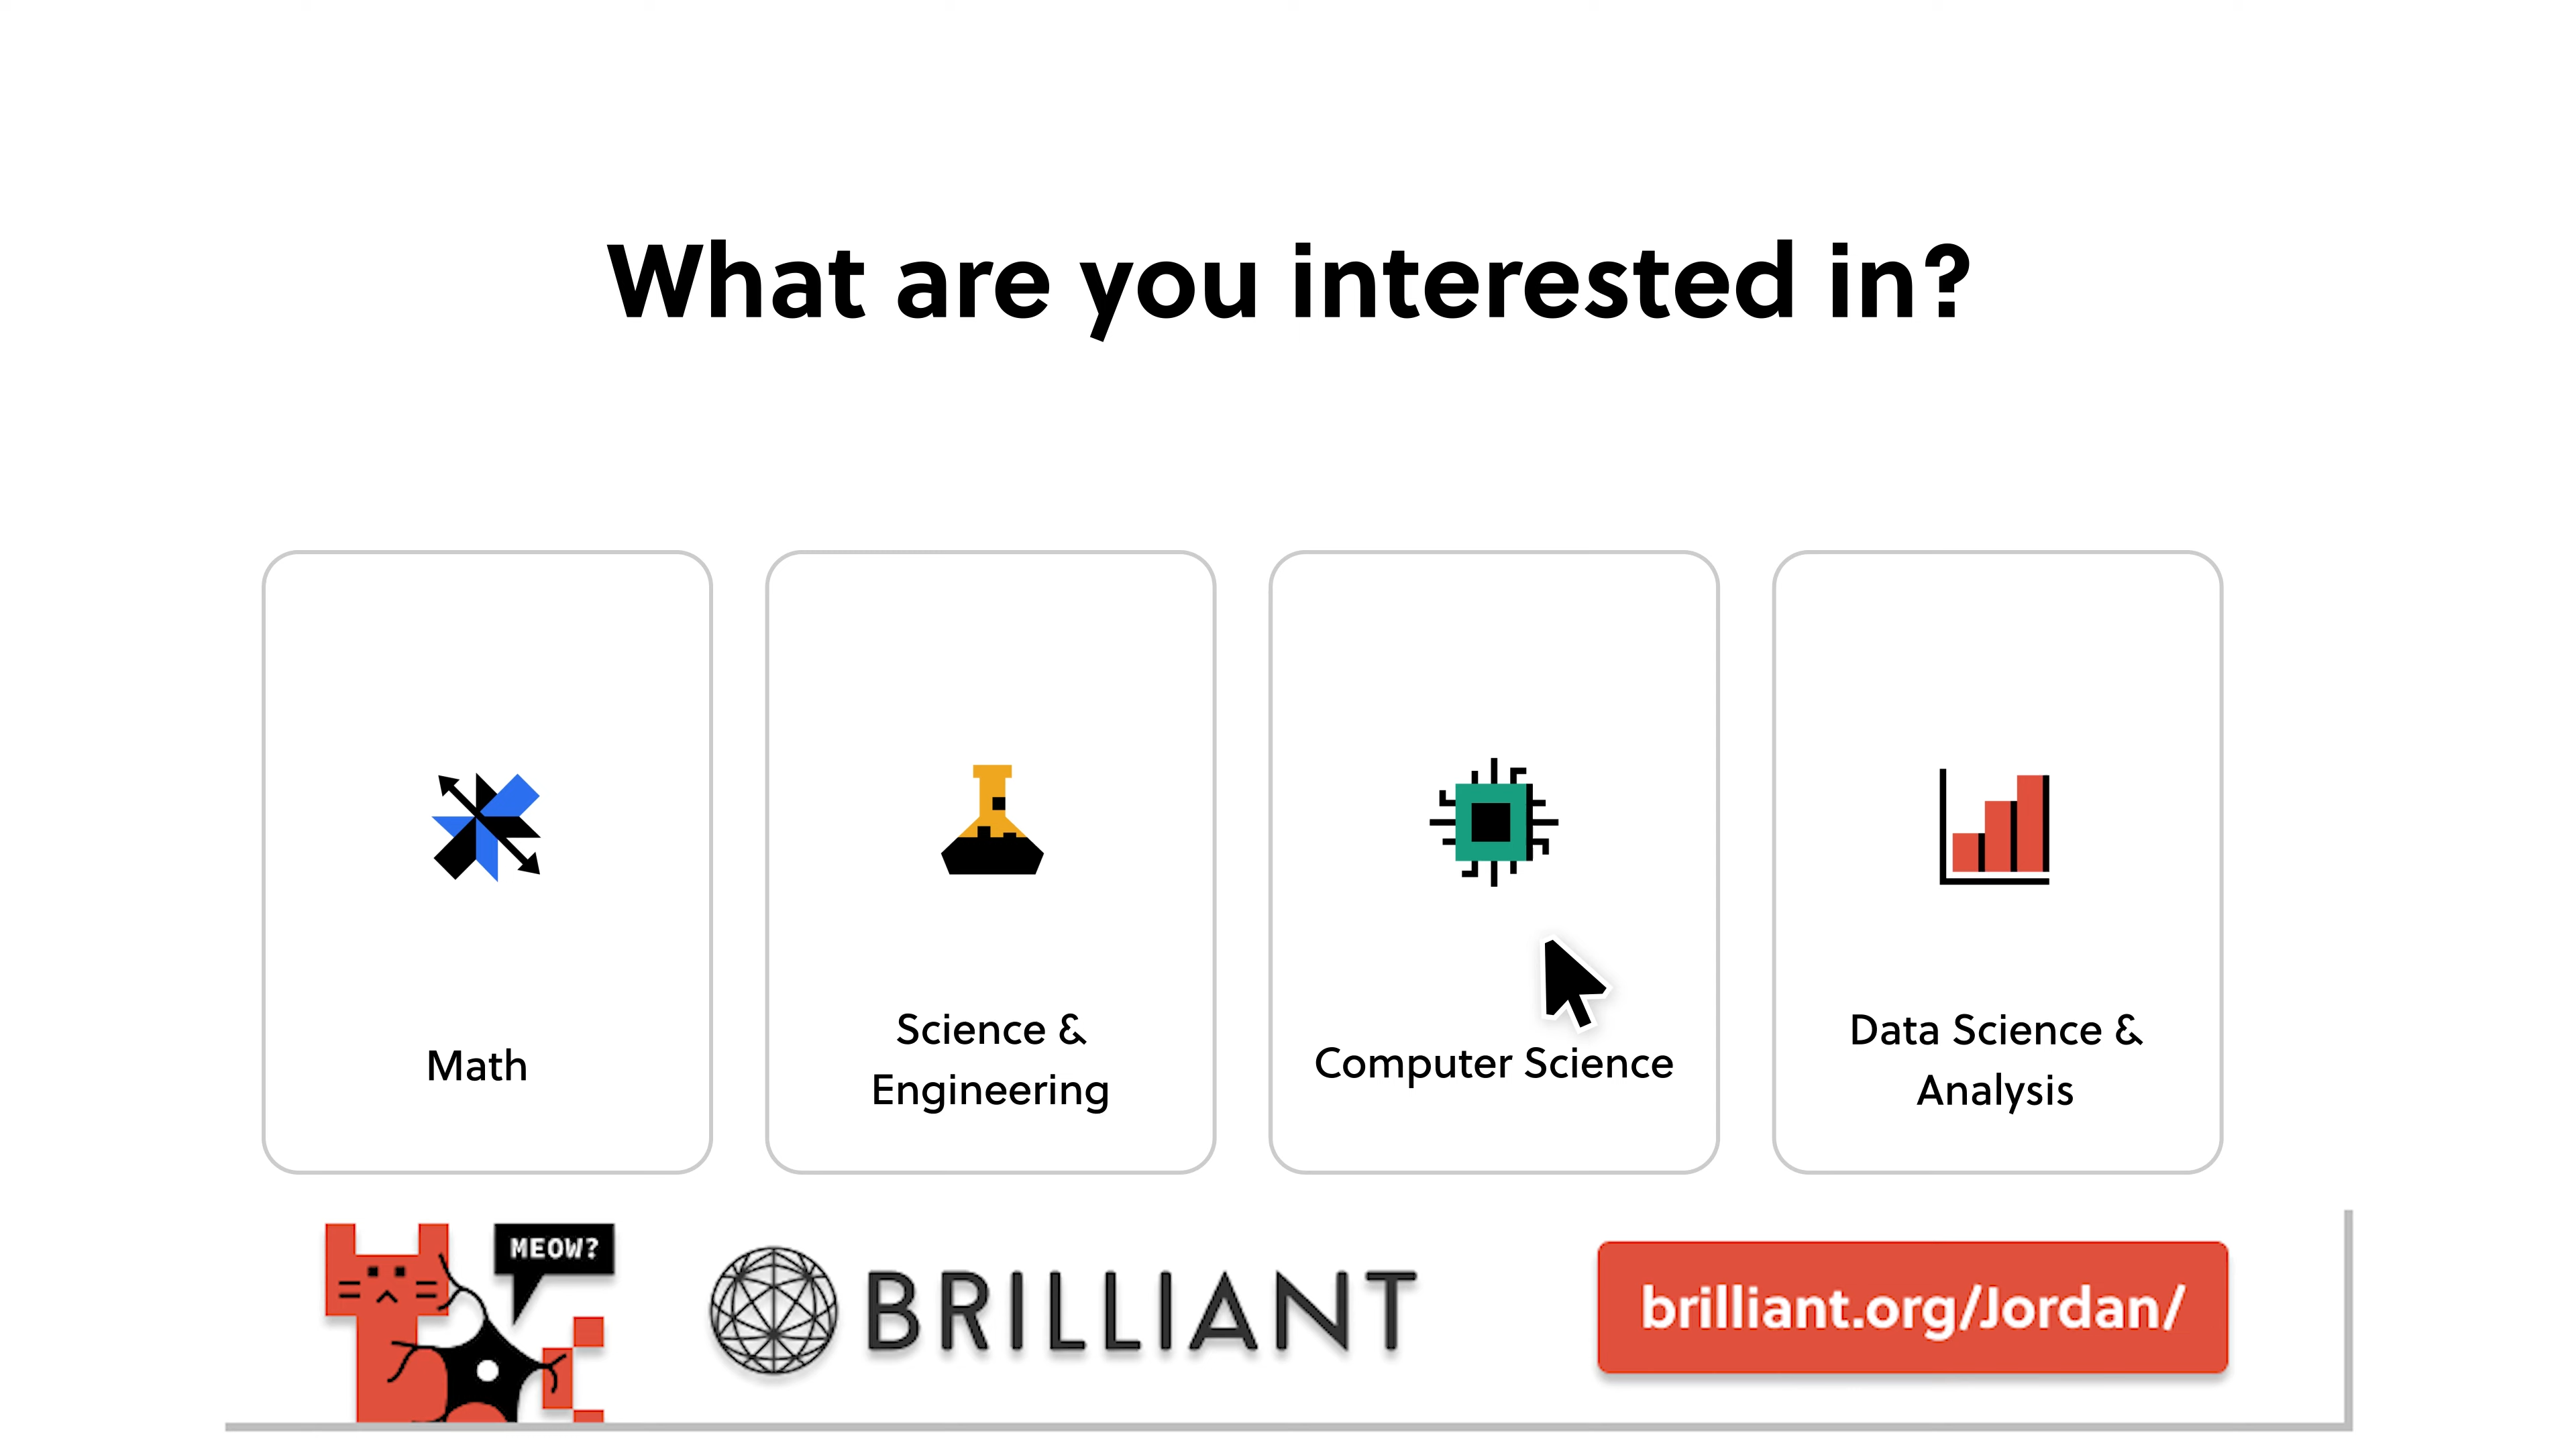 What are you interested in?
Math
Science &
Engineering
Computer Science
Data Science &
Analysis
MEOW?
BRILLIANT
brilliant.org/Jordan/